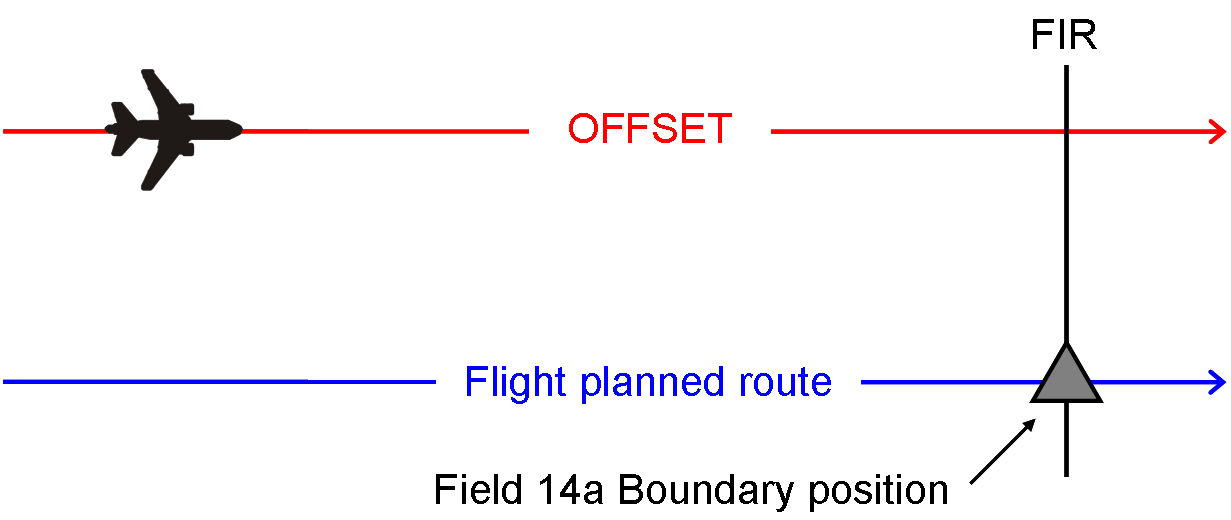 FIR
OFFSET
Flight planned route
Field 14a Boundary position